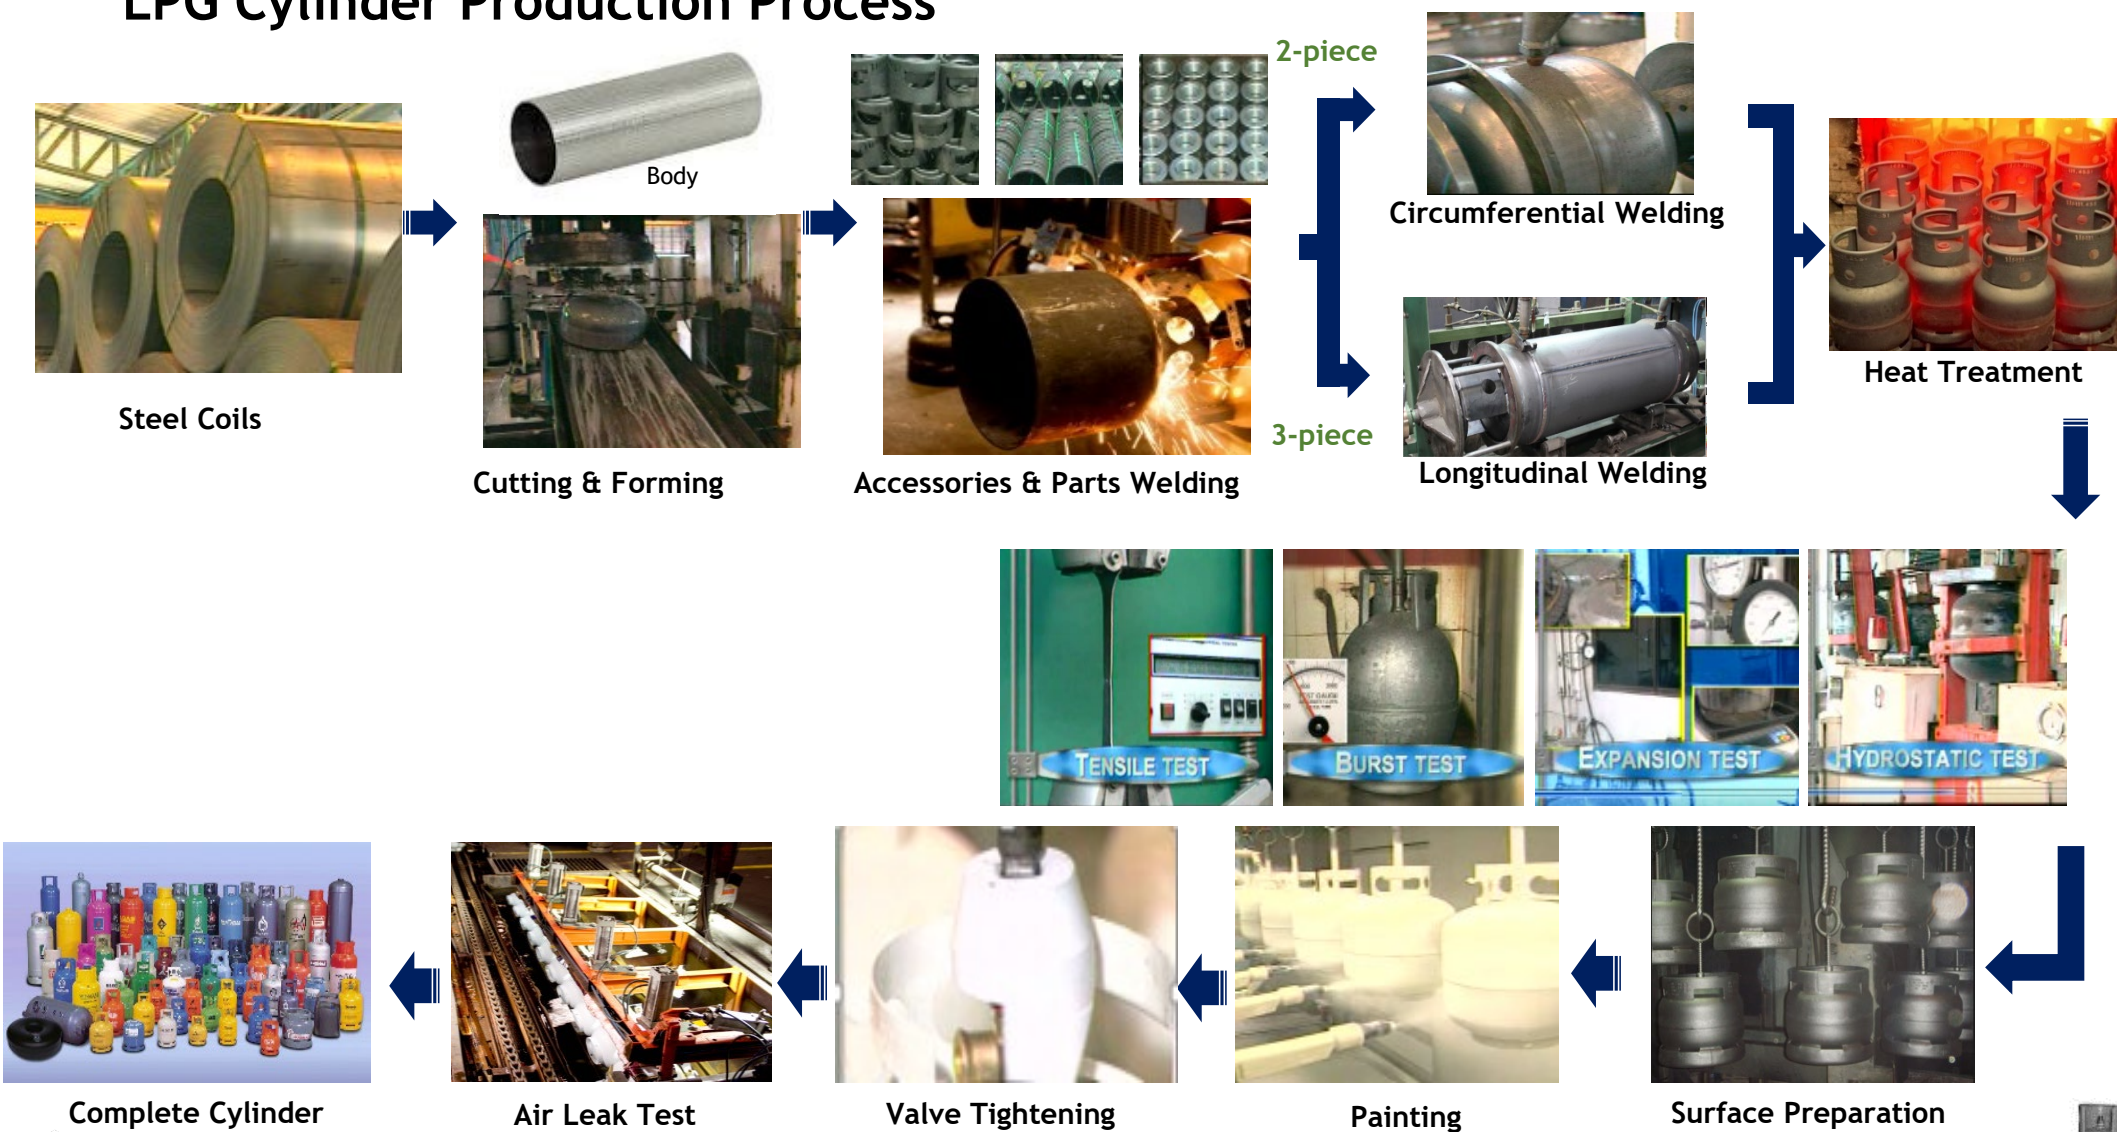 LPG Cylinder Production Process
2-piece
Body
Circumferential Welding
Heat Treatment
Steel Coils
3-piece
Cutting & Forming
Accessories & Parts Welding
Longitudinal Welding
TENSILE TEST
BURST TEST
EXPANSION TEST
HYDROSTATIC TEST
Complete Cylinder
Air Leak Test
Valve Tightening
Painting
Surface Preparation